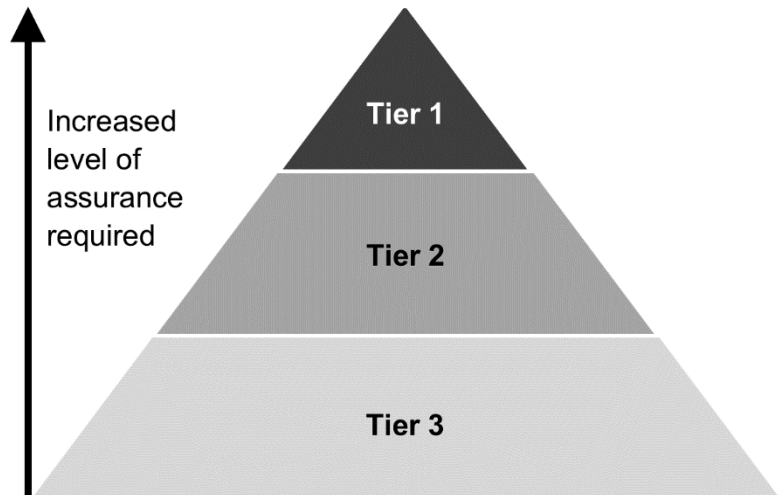 Tier 1
Increased
level of
assurance
required
Tier 2
Tier 3